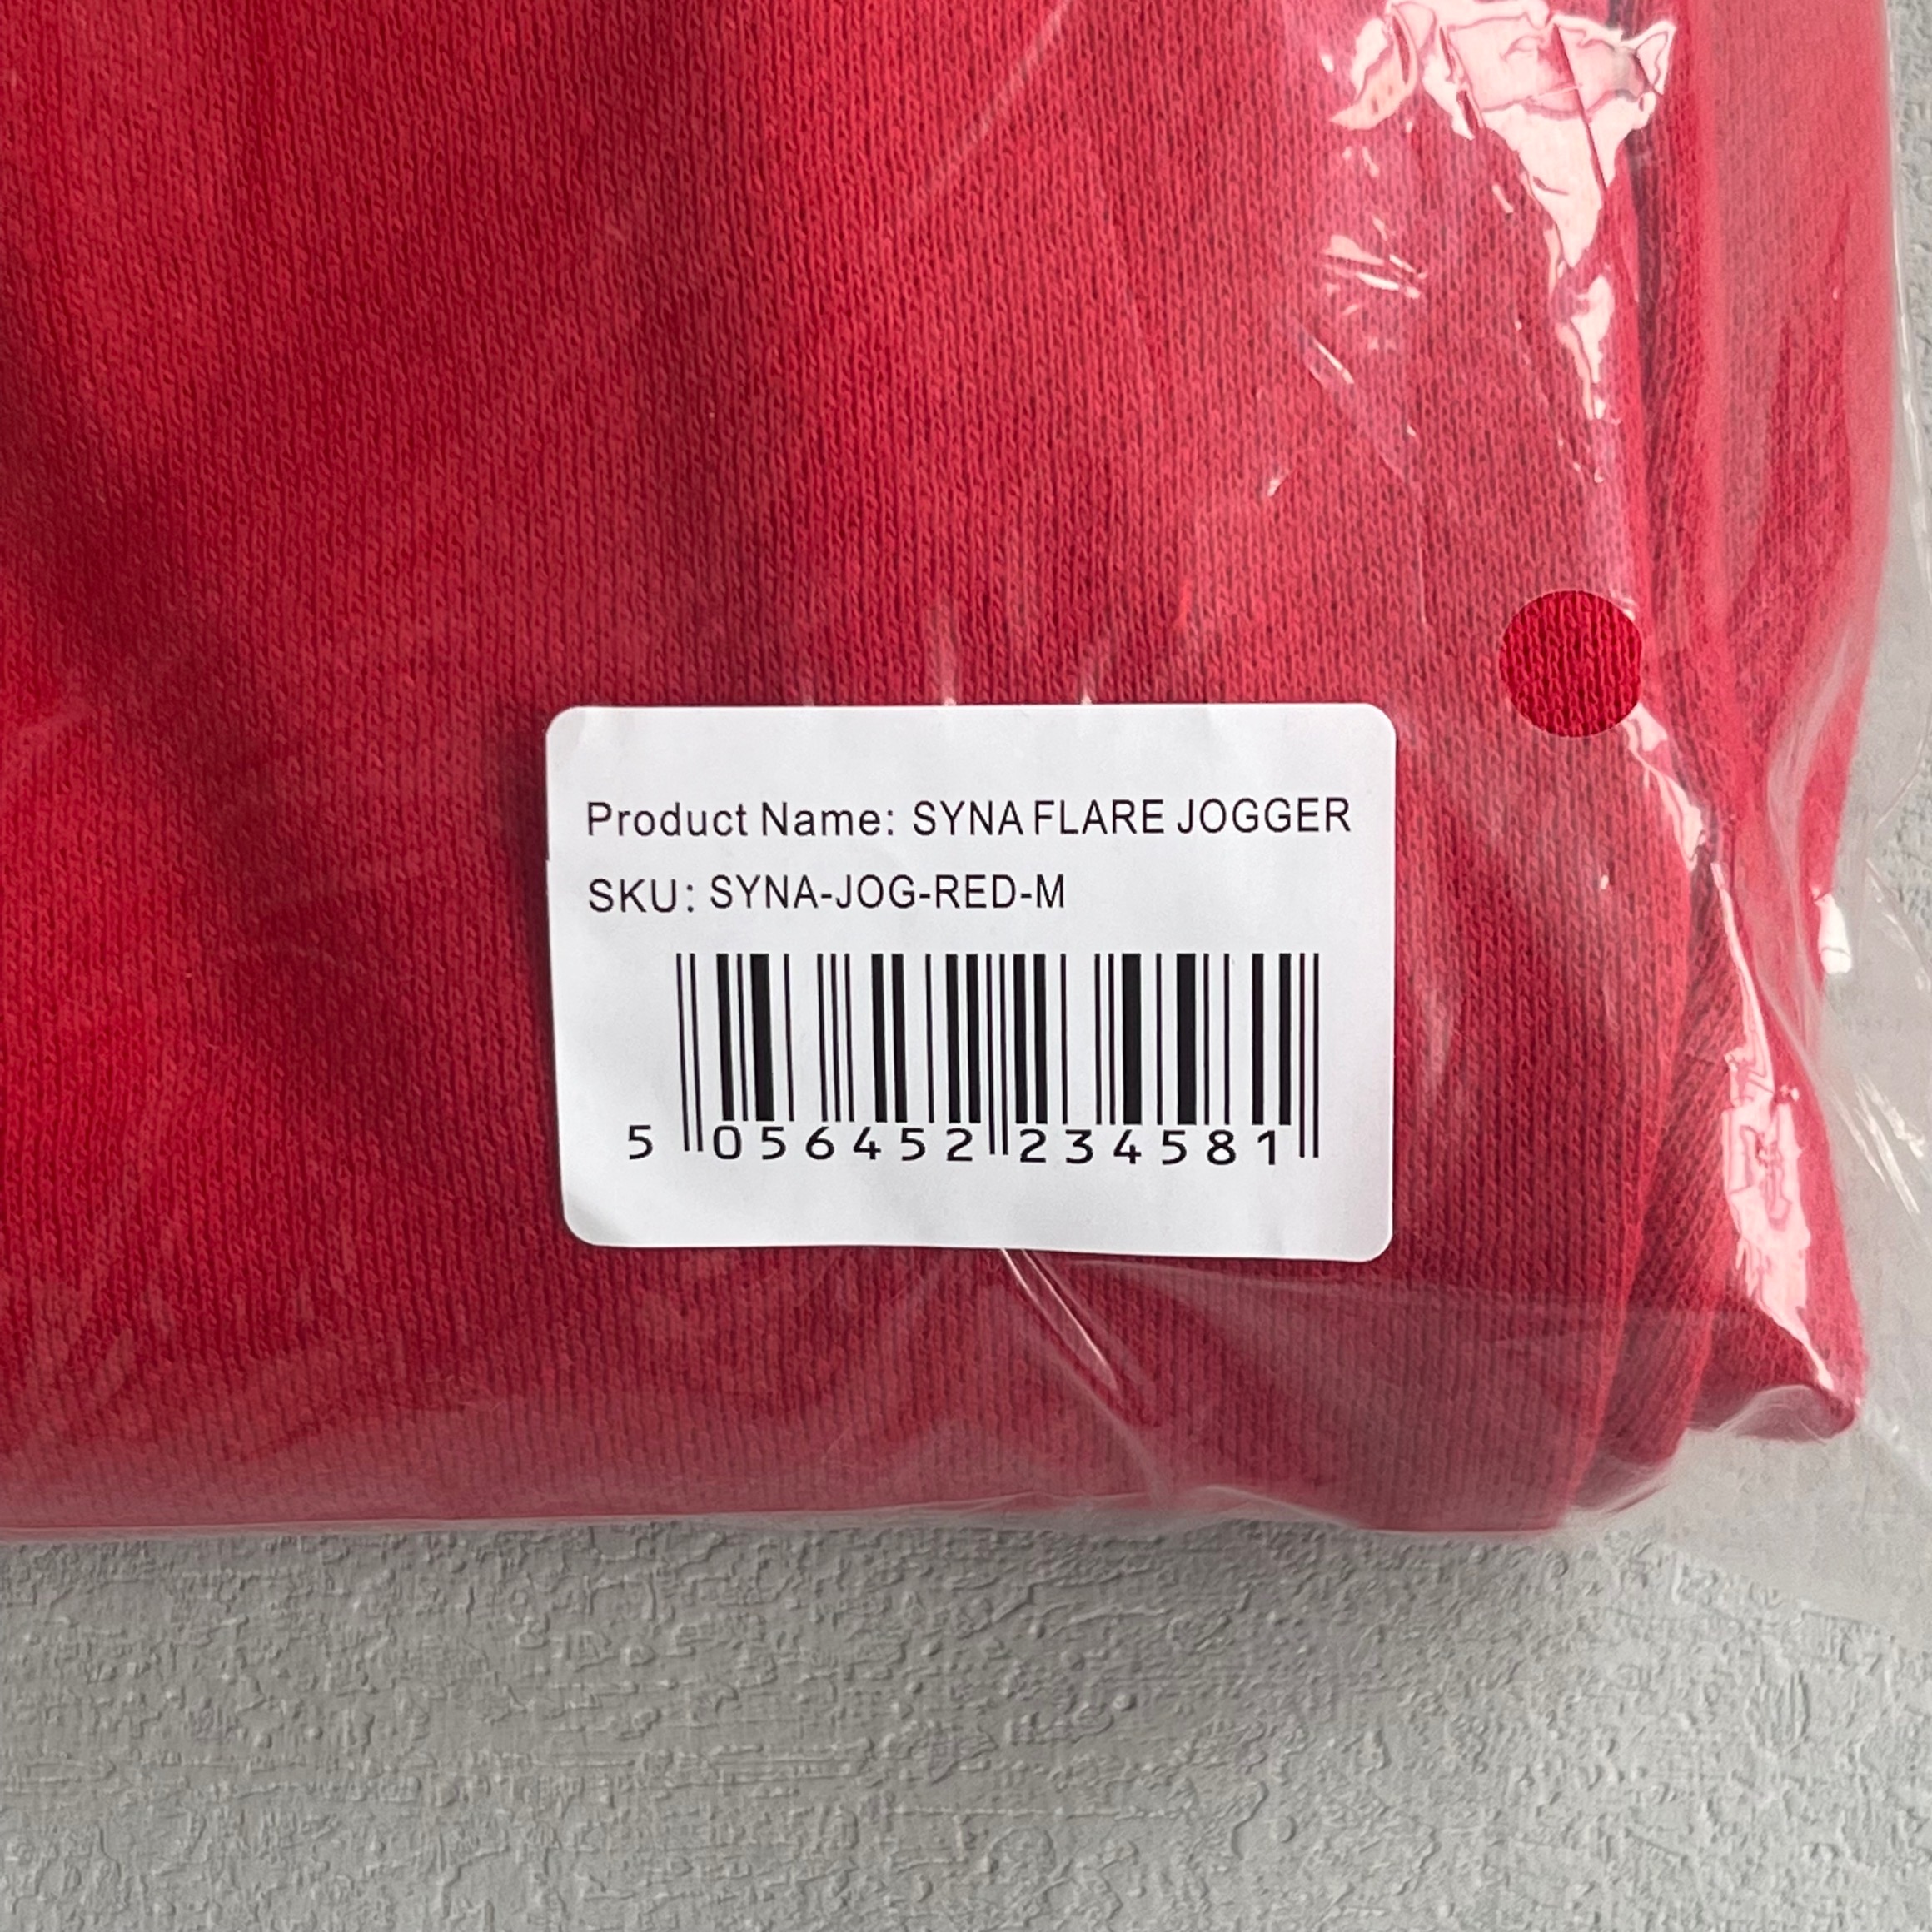 Product Name: SYNA FLARE JOGGER
SKU: SYNA-JOG-RED-M
5 056452 234581